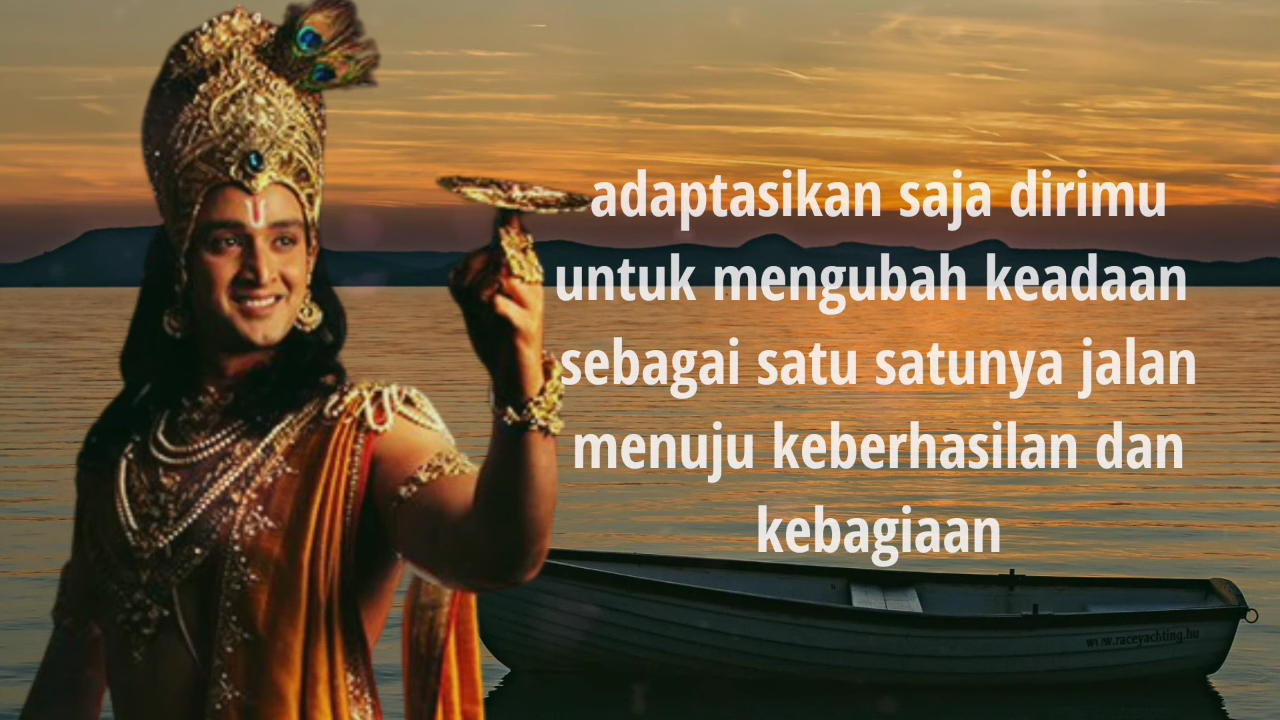 adaptasikan saja dirimu
untuk mengubah keadaan
sebagai satu satunya jalan
menuju keberhasilan dan
kebagiaan
www.raceyachting.hu